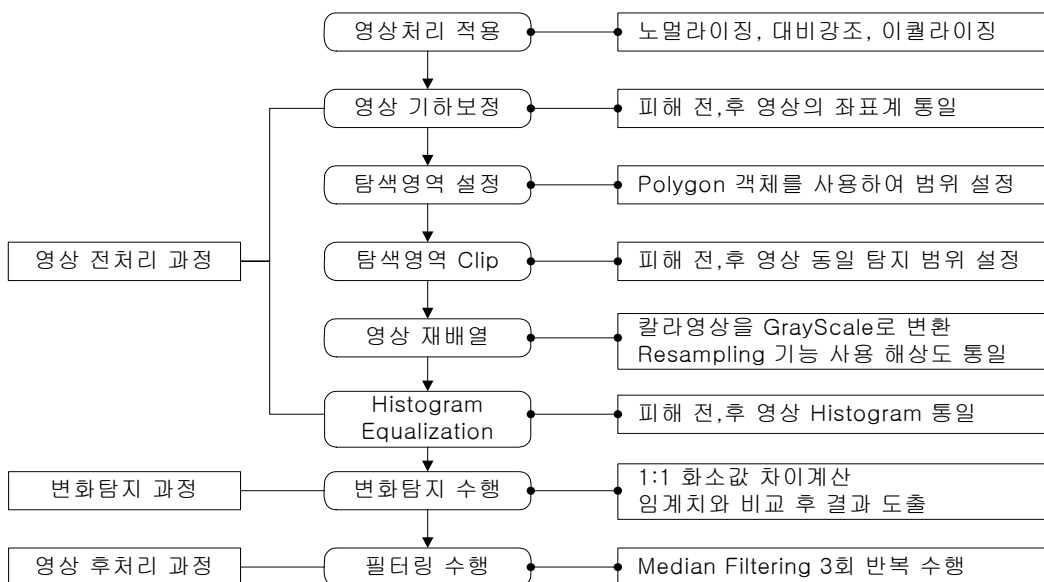 영상처리 적용
노멀라이징, 대비강조, 이퀄라이징
영상 기하보정
피해 전,후 영상의 좌표계 통일
탐색영역 설정
Polygon 객체를 사용하여 범위 설정
영상 전처리 과정
탐색영역 Clip
피해 전,후 영상 동일 탐지 범위 설정
영상 재배열
칼라영상을 GrayScale로 변환
Resampling 기능 사용 해상도 통일
Histogram
Equalization
피해 전,후 영상 Histogram 통일
변화탐지 과정
변화탐지 수행
1:1 화소값 차이계산
임계치와 비교 후 결과 도출
영상 후처리 과정
필터링 수행
Median Filtering 3회 반복 수행